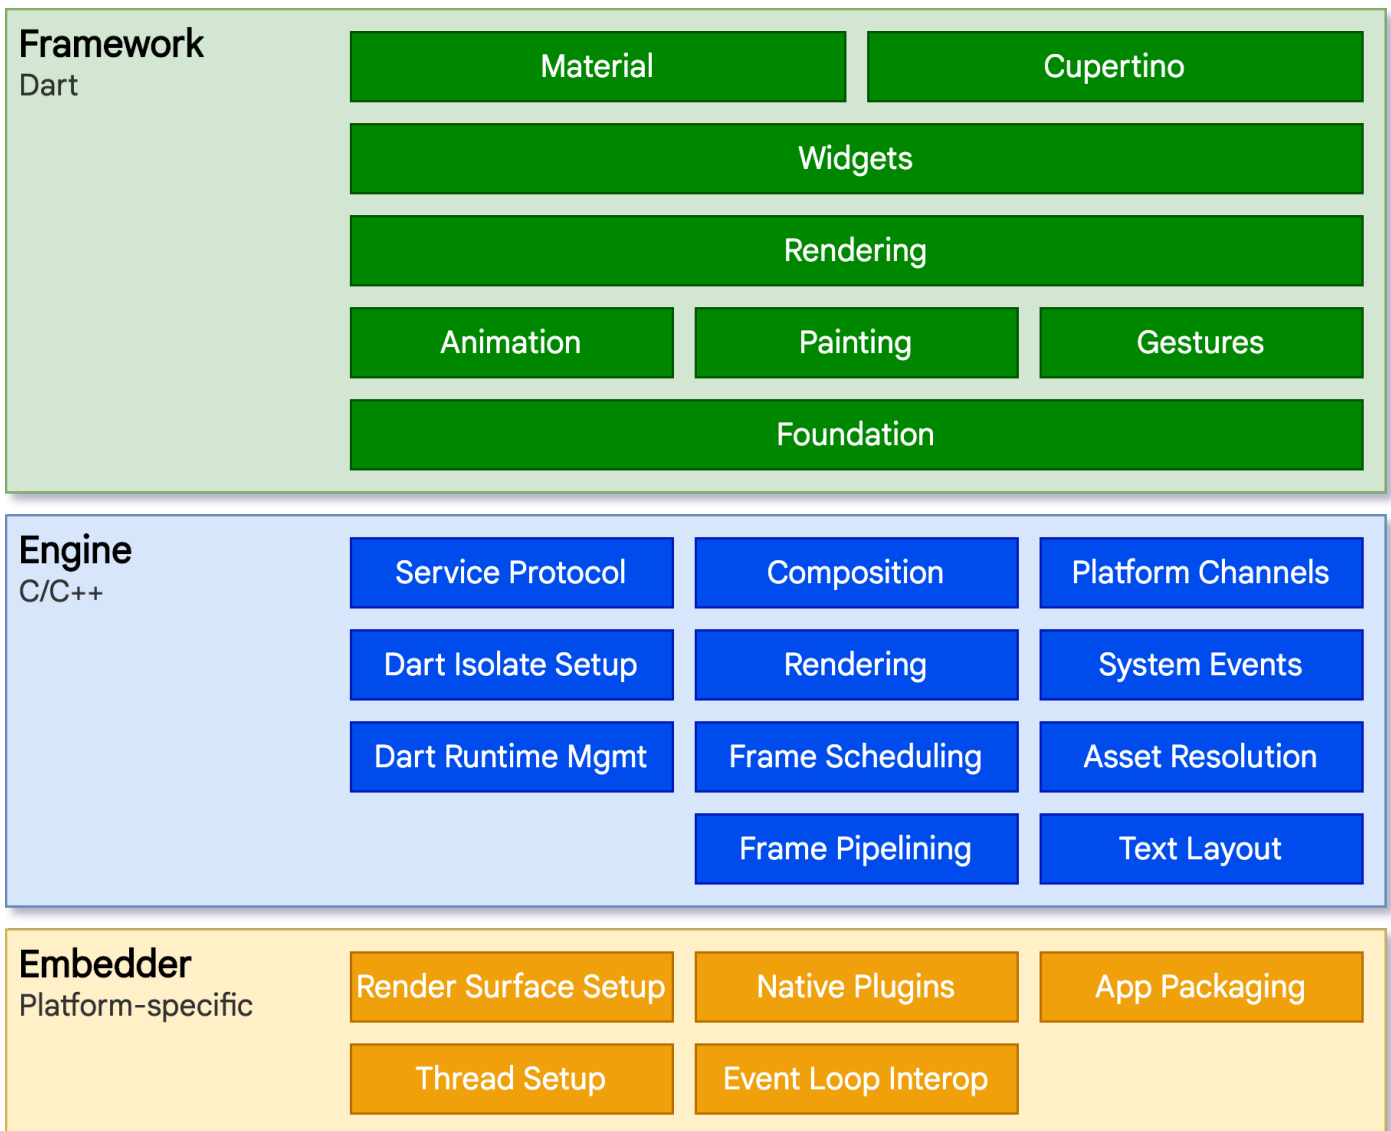 Framework
Dart
Material
Cupertino
Widgets
Rendering
Animation
Painting
Gestures
Foundation
Engine
C/C++
Service Protocol
Composition
Platform Channels
Dart Isolate Setup
Rendering
System Events
Dart Runtime Mgmt
Frame Scheduling
Asset Resolution
Frame Pipelining
Text Layout
Embedder
Platform-specific
Render Surface Setup
Native Plugins
App Packaging
Thread Setup
Event Loop Interop